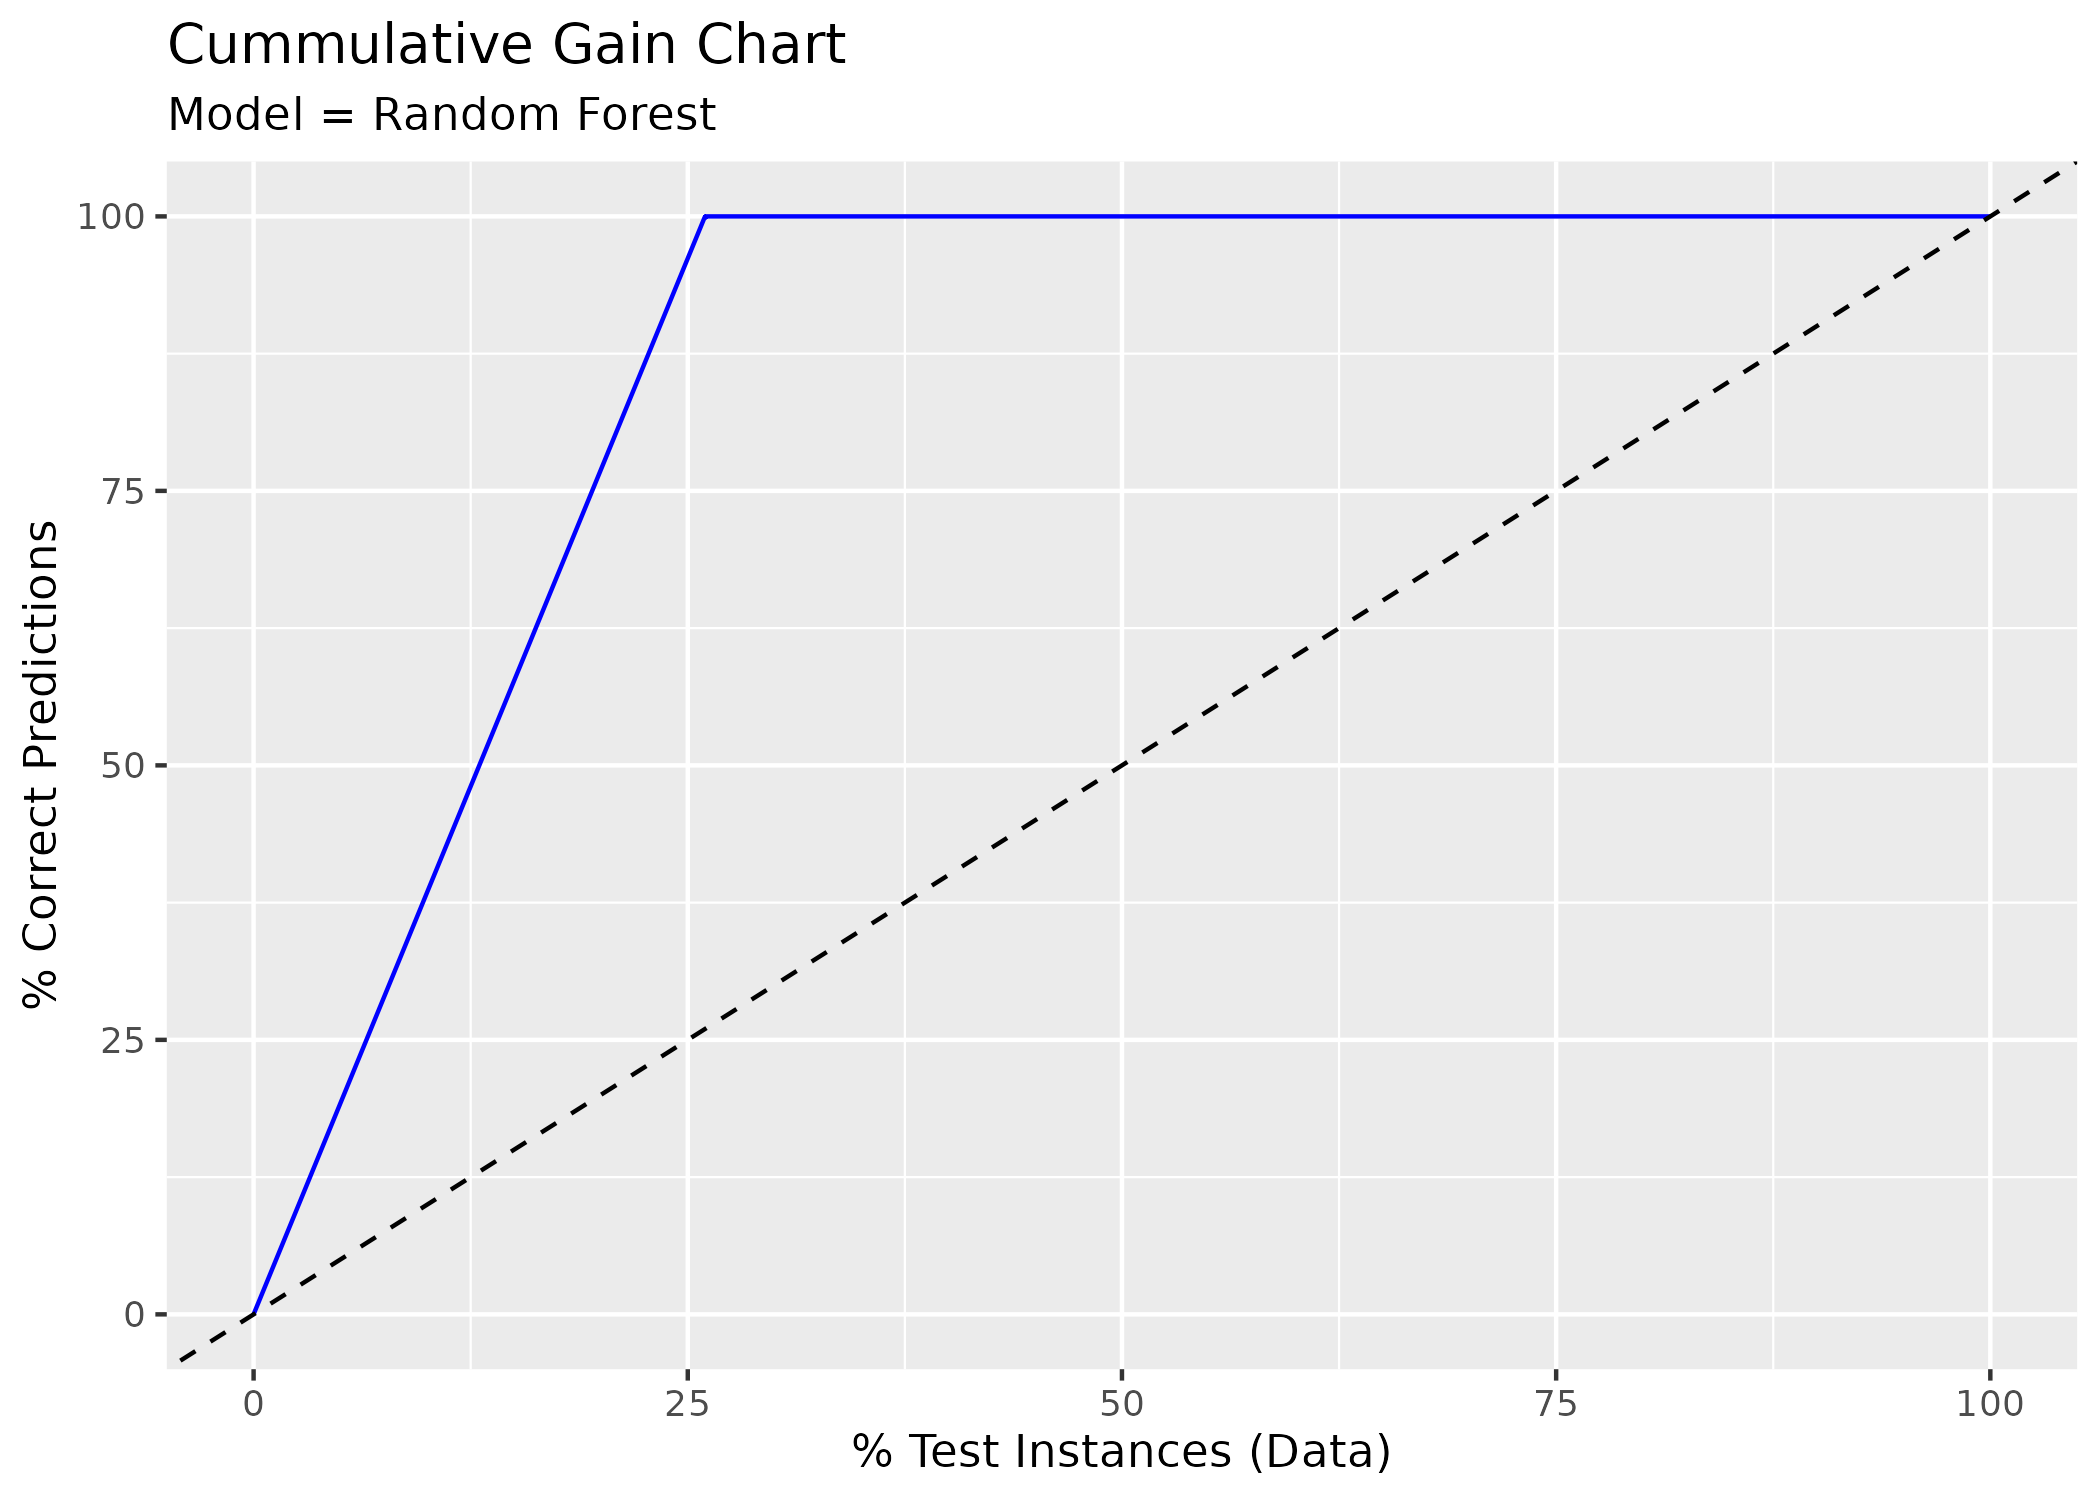 Cummulative Gain Chart
Model = Random Forest
100
75
50
25
0
% Correct Predictions
0 25 50 75 100
% Test Instances (Data)